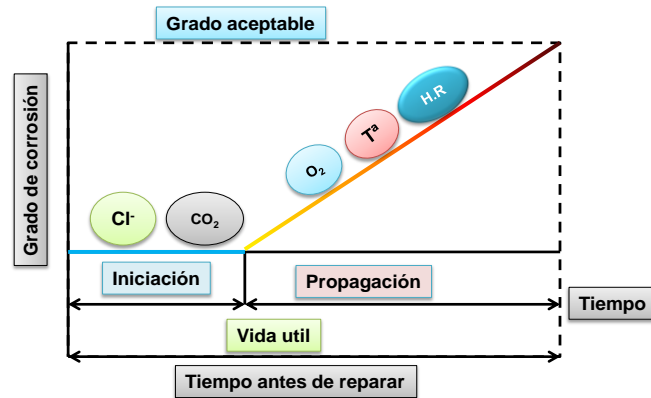 Grado aceptable
Grado de corrosión
H.R
Tª
O₂
Cl⁻
CO₂
Iniciación
Propagación
Tiempo
Vida util
Tiempo antes de reparar